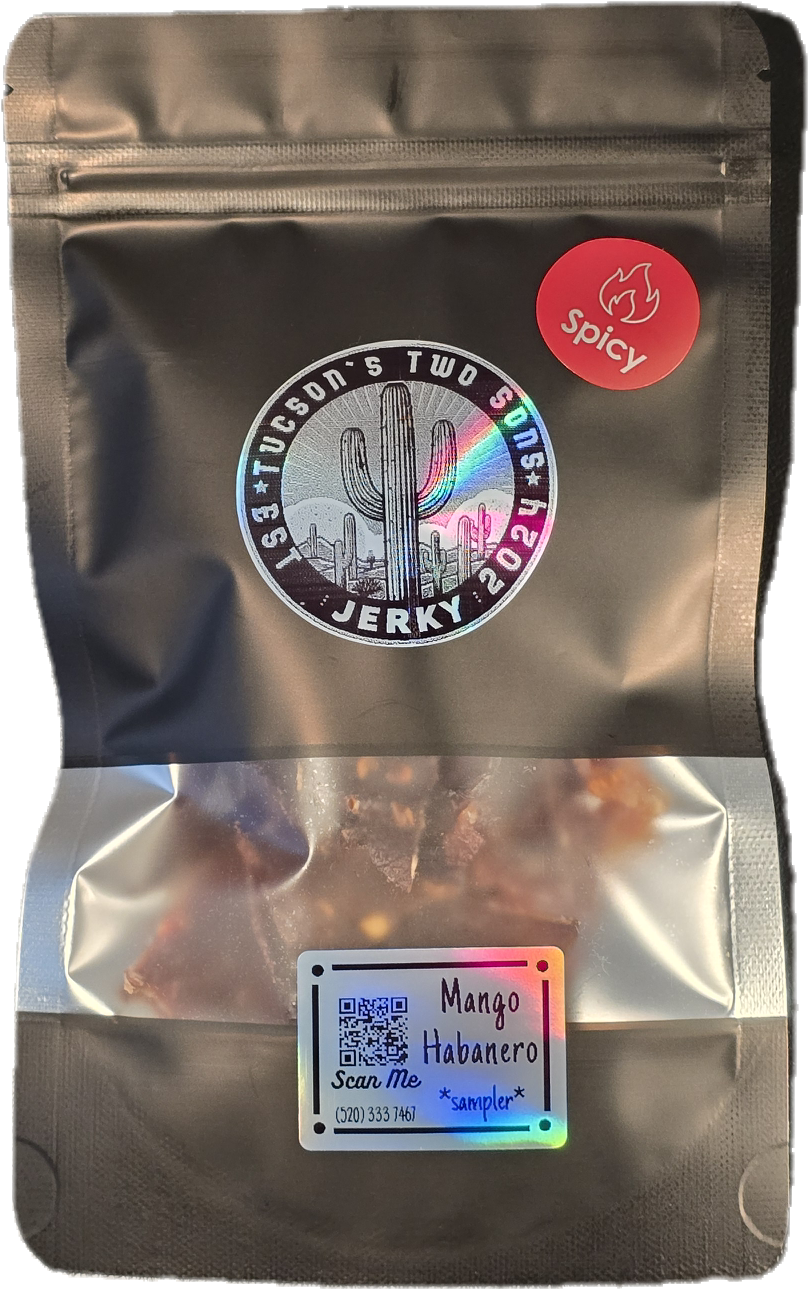 Spicy
TUCSON'S TWO SONS
EST 2024
JERKY
Mango
Habanero
*sampler*
Scan Me
(520) 333 7467